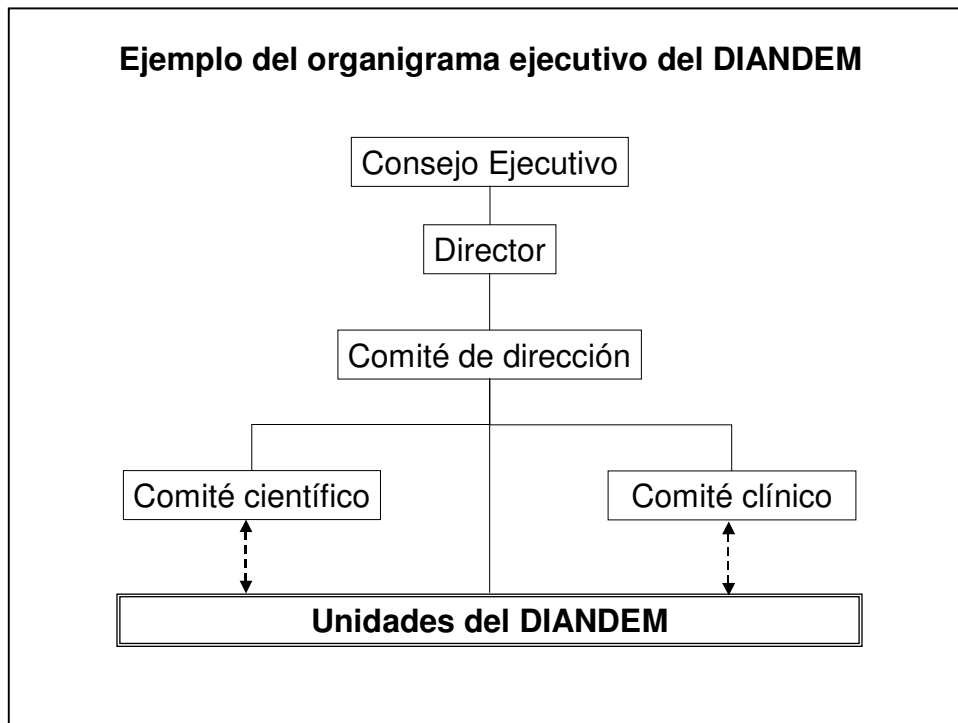 Ejemplo del organigrama ejecutivo del DIANDEM
Consejo Ejecutivo
Director
Comité de dirección
Comité científico
Comité clínico
Unidades del DIANDEM